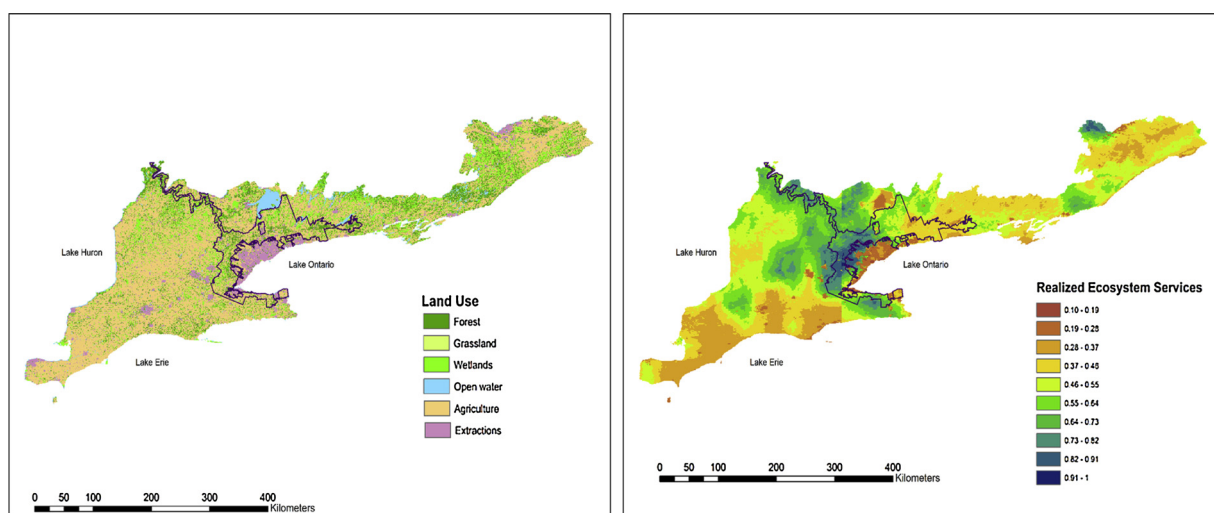 Lake Huron
Lake Ontario
Lake Erie
Land Use
Forest
Grassland
Wetlands
Open water
Agriculture
Extractions
0 50 100 200 300 400
Kilometers
Lake Huron
Lake Ontario
Lake Erie
Realized Ecosystem Services
0.10 - 0.19
0.19 - 0.28
0.28 - 0.37
0.37 - 0.46
0.46 - 0.55
0.55 - 0.64
0.64 - 0.73
0.73 - 0.82
0.82 - 0.91
0.91 - 1
0 50 100 200 300 400
Kilometers